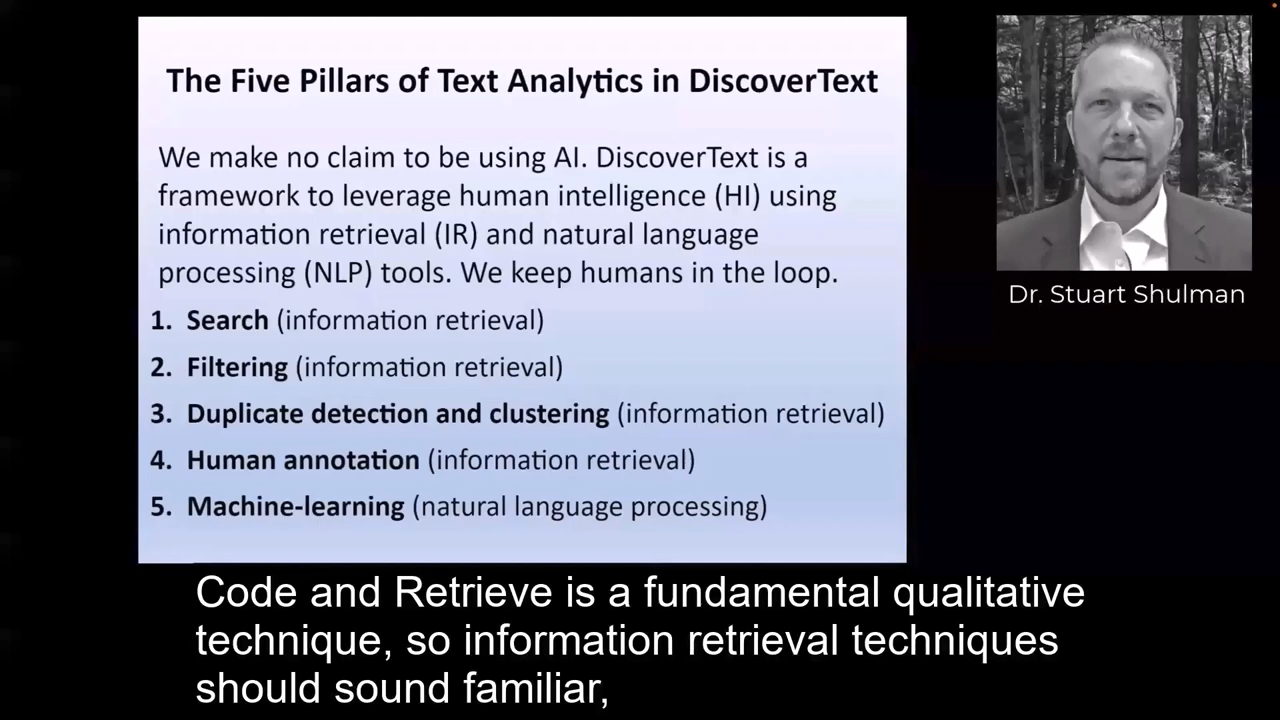 The Five Pillars of Text Analytics in DiscoverText
We make no claim to be using AI. DiscoverText is a
framework to leverage human intelligence (HI) using
information retrieval (IR) and natural language
processing (NLP) tools. We keep humans in the loop.
1. Search (information retrieval)
2. Filtering (information retrieval)
3. Duplicate detection and clustering (information retrieval)
4. Human annotation (information retrieval)
5. Machine-learning (natural language processing)
Dr. Stuart Shulman
Code and Retrieve is a fundamental qualitative
technique, so information retrieval techniques
should sound familiar,